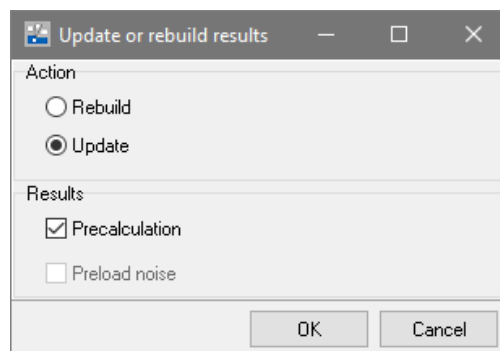 Update or rebuild results
Action
Rebuild
Update
Results
Precalculation
Preload noise
OK Cancel